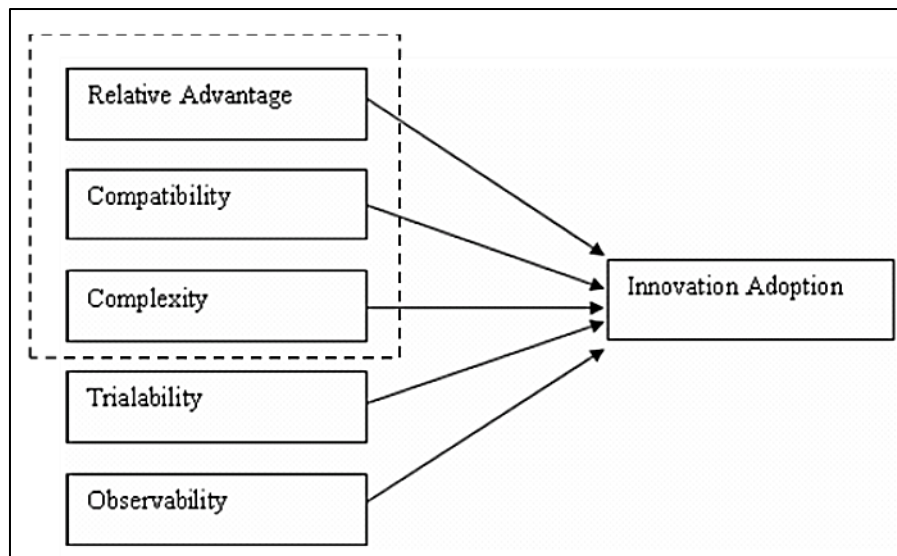 Relative Advantage
Compatibility
Complexity
Innovation Adoption
Trialability
Observability